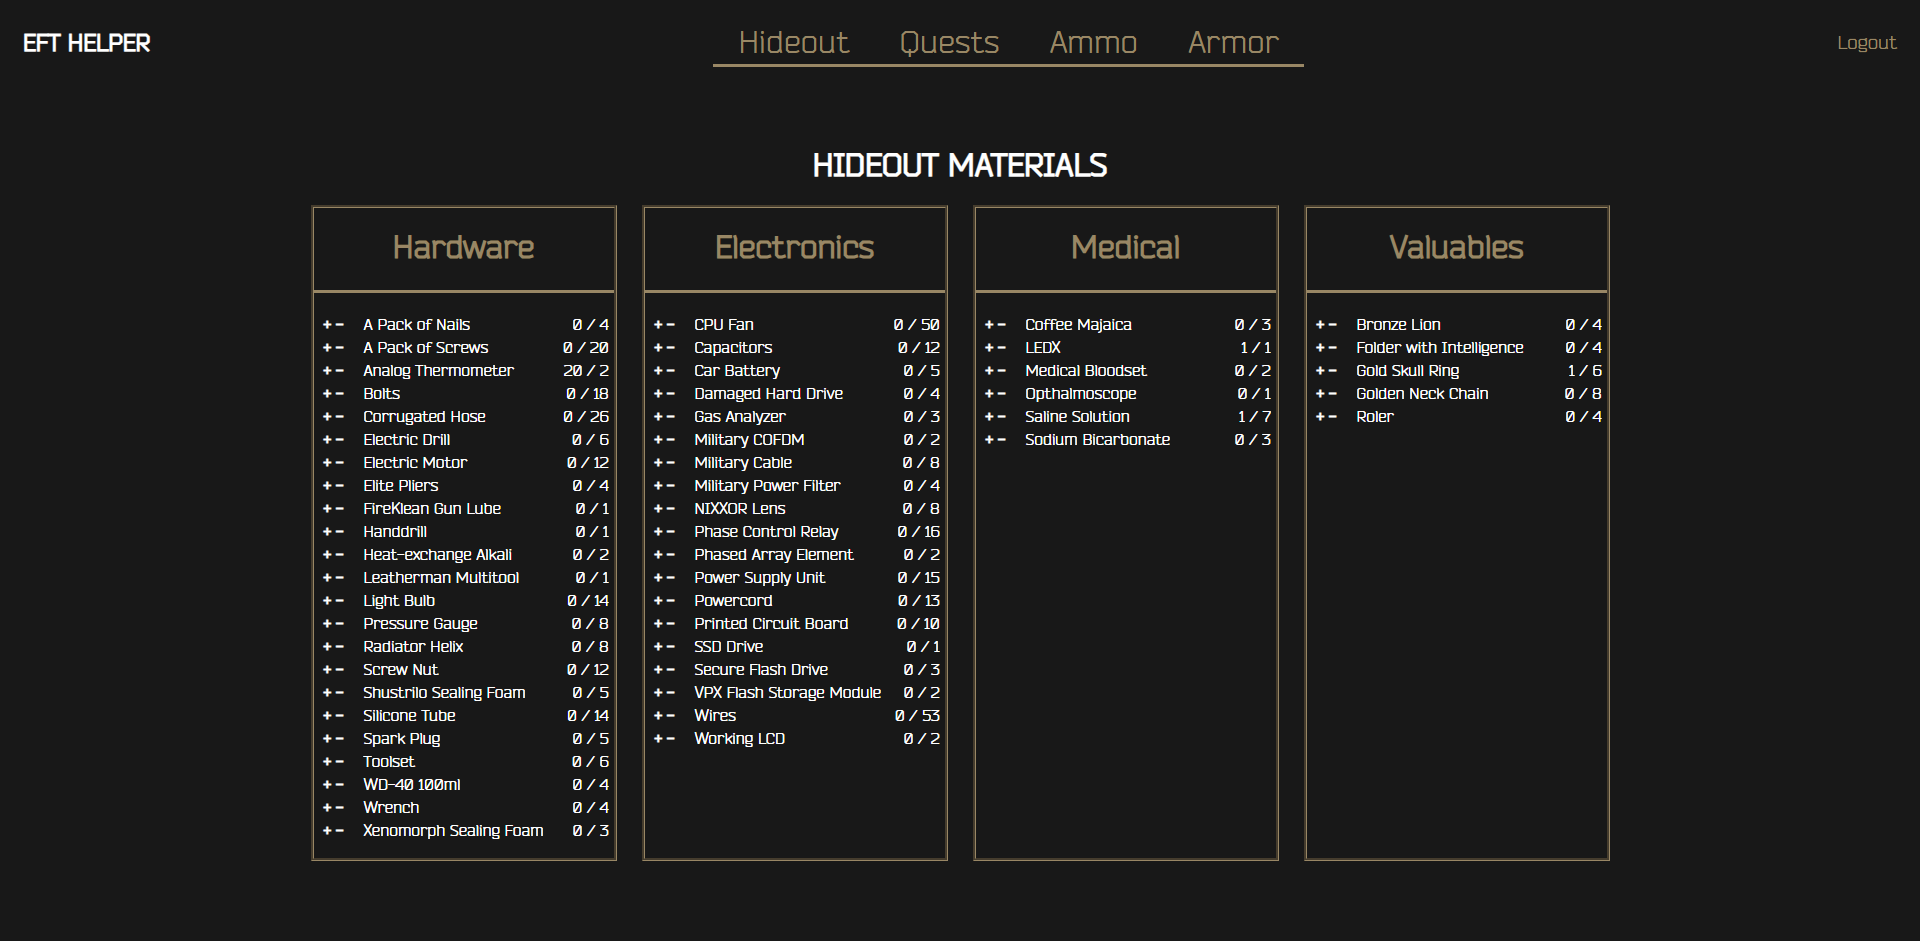 EFT HELPER
Hideout Quests Ammo Armor
Logout
HIDEOUT MATERIALS
Hardware
+ - A Pack of Nails 0 / 4
+ - A Pack of Screws 0 / 20
+ - Analog Thermometer 20 / 2
+ - Bolts 0 / 18
+ - Corrugated Hose 0 / 26
+ - Electric Drill 0 / 6
+ - Electric Motor 0 / 12
+ - Elite Pliers 0 / 4
+ - FireKlean Gun Lube 0 / 1
+ - Handdrill 0 / 1
+ - Heat-exchange Alkali 0 / 2
+ - Leatherman Multitool 0 / 1
+ - Light Bulb 0 / 14
+ - Pressure Gauge 0 / 8
+ - Radiator Helix 0 / 8
+ - Screw Nut 0 / 12
+ - Shustrilo Sealing Foam 0 / 5
+ - Silicone Tube 0 / 14
+ - Spark Plug 0 / 5
+ - Toolset 0 / 6
+ - WD-40 100ml 0 / 4
+ - Wrench 0 / 4
+ - Xenomorph Sealing Foam 0 / 3
Electronics
+ - CPU Fan 0 / 50
+ - Capacitors 0 / 12
+ - Car Battery 0 / 5
+ - Damaged Hard Drive 0 / 4
+ - Gas Analyzer 0 / 3
+ - Military COFDM 0 / 2
+ - Military Cable 0 / 8
+ - Military Power Filter 0 / 4
+ - NIXXOR Lens 0 / 8
+ - Phase Control Relay 0 / 16
+ - Phased Array Element 0 / 2
+ - Power Supply Unit 0 / 15
+ - Powercord 0 / 13
+ - Printed Circuit Board 0 / 10
+ - SSD Drive 0 / 1
+ - Secure Flash Drive 0 / 3
+ - VPX Flash Storage Module 0 / 2
+ - Wires 0 / 53
+ - Working LCD 0 / 2
Medical
+ - Coffee Majaica 0 / 3
+ - LEDX 1 / 1
+ - Medical Bloodset 0 / 2
+ - Opthalmoscope 0 / 1
+ - Saline Solution 1 / 7
+ - Sodium Bicarbonate 0 / 3
Valuables
+ - Bronze Lion 0 / 4
+ - Folder with Intelligence 0 / 4
+ - Gold Skull Ring 1 / 6
+ - Golden Neck Chain 0 / 8
+ - Roler 0 / 4